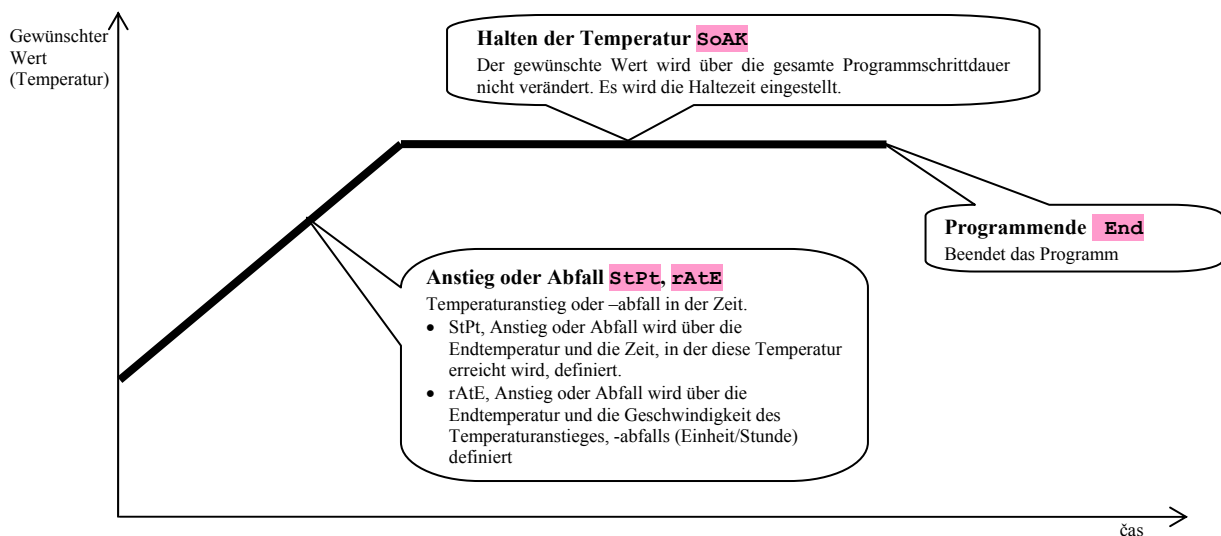 Gewünschter
Wert
(Temperatur)
Halten der Temperatur SoAK
Der gewünschte Wert wird über die gesamte Programmschrittdauer
nicht verändert. Es wird die Haltezeit eingestellt.
Programmende End
Beendet das Programm
Anstieg oder Abfall StPt, rAtE
Temperaturanstieg oder –abfall in der Zeit.
• StPt, Anstieg oder Abfall wird über die
Endtemperatur und die Zeit, in der diese Temperatur
erreicht wird, definiert.
• rAtE, Anstieg oder Abfall wird über die
Endtemperatur und die Geschwindigkeit des
Temperaturanstieges, -abfalls (Einheit/Stunde)
definiert
čas